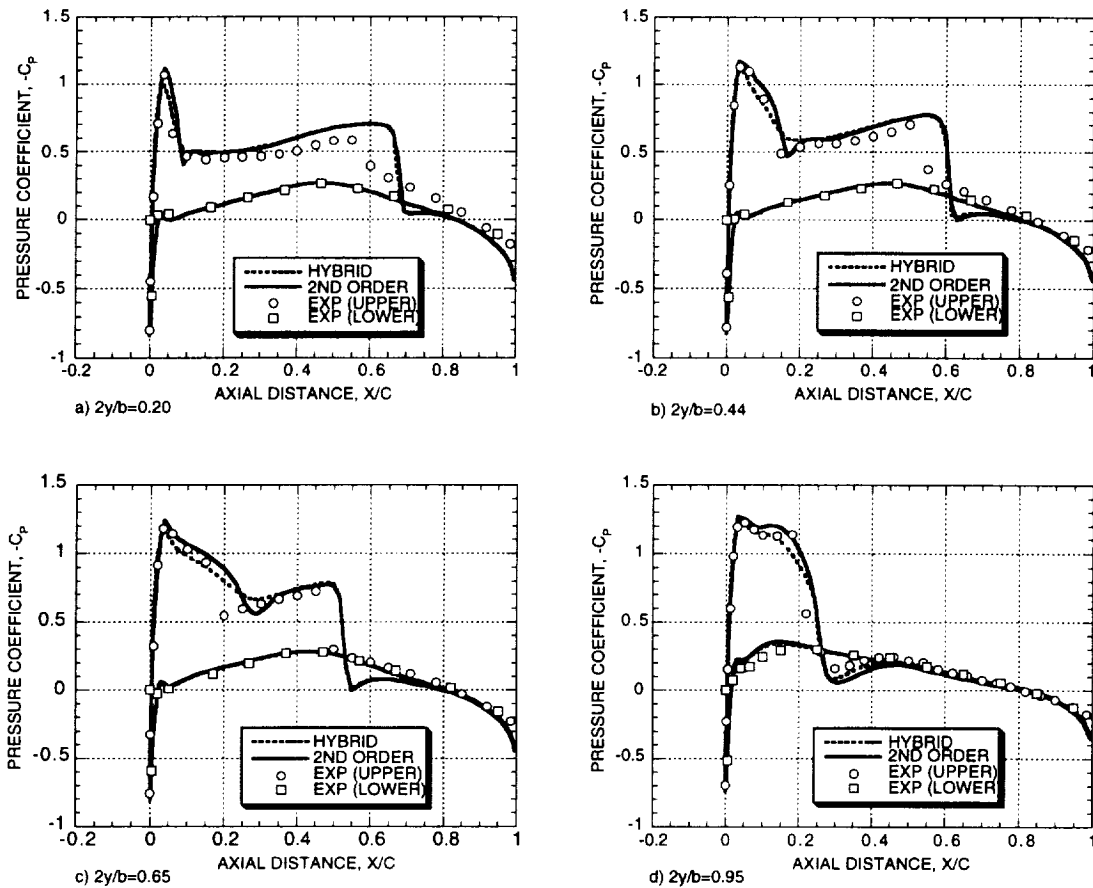 1.5
1
0.5
0
-0.5
-1
PRESSURE COEFFICIENT, -Cₚ
HYBRID
2ND ORDER
EXP (UPPER)
EXP (LOWER)
-0.2 0 0.2 0.4 0.6 0.8 1
AXIAL DISTANCE, X/C
a) 2y/b=0.20
1.5
1
0.5
0
-0.5
-1
PRESSURE COEFFICIENT, -Cₚ
HYBRID
2ND ORDER
EXP (UPPER)
EXP (LOWER)
-0.2 0 0.2 0.4 0.6 0.8 1
AXIAL DISTANCE, X/C
b) 2y/b=0.44
1.5
1
0.5
0
-0.5
-1
PRESSURE COEFFICIENT, -Cₚ
HYBRID
2ND ORDER
EXP (UPPER)
EXP (LOWER)
-0.2 0 0.2 0.4 0.6 0.8 1
AXIAL DISTANCE, X/C
c) 2y/b=0.65
1.5
1
0.5
0
-0.5
-1
PRESSURE COEFFICIENT, -Cₚ
HYBRID
2ND ORDER
EXP (UPPER)
EXP (LOWER)
-0.2 0 0.2 0.4 0.6 0.8 1
AXIAL DISTANCE, X/C
d) 2y/b=0.95